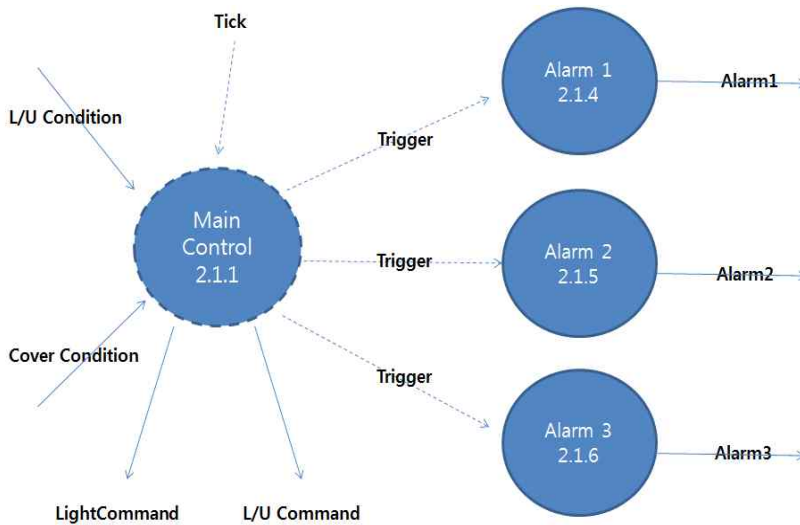 Tick
L/U Condition
Main
Control
2.1.1
Cover Condition
LightCommand
L/U Command
Trigger
Trigger
Trigger
Alarm 1
2.1.4
Alarm1
Alarm 2
2.1.5
Alarm2
Alarm 3
2.1.6
Alarm3